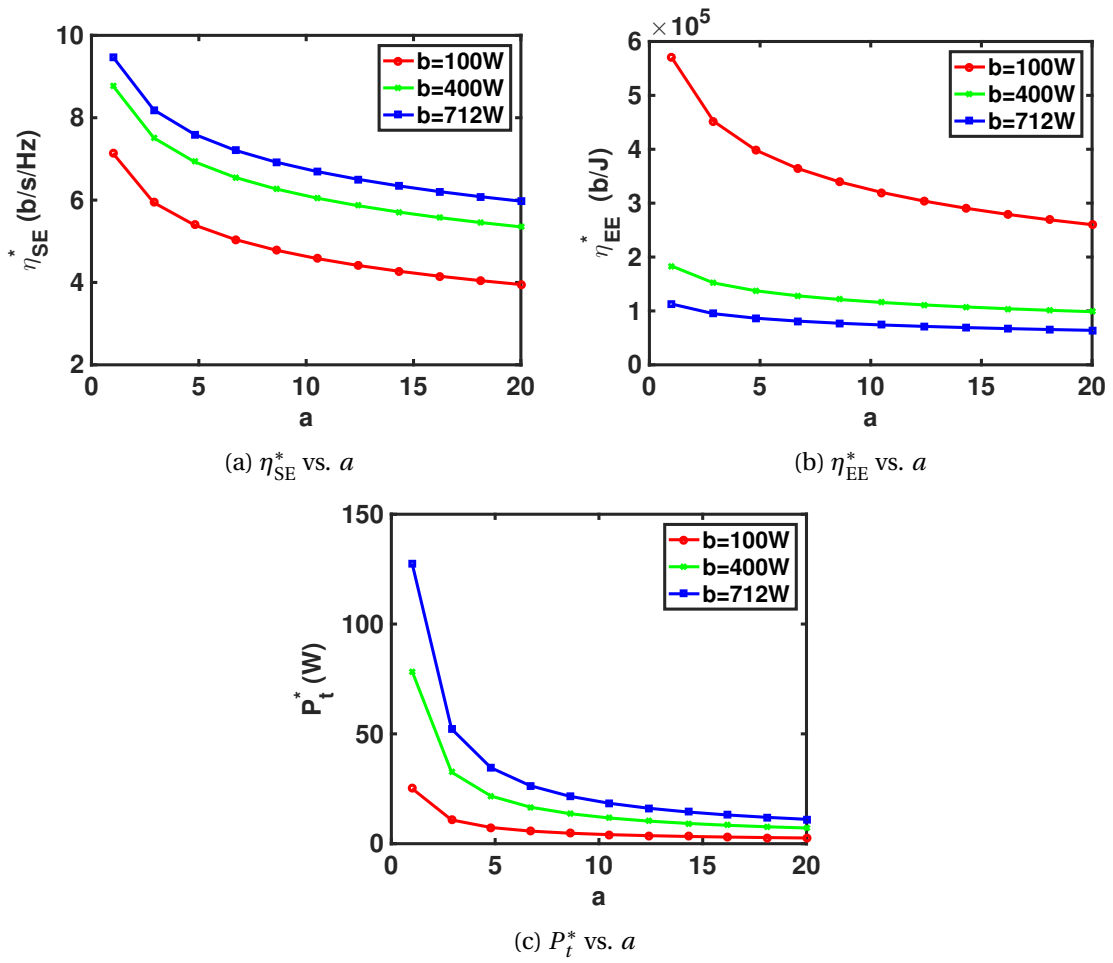 10
8
6
4
2
0
5
10
15
20
η*SE (b/s/Hz)
a
b=100W
b=400W
b=712W
(a) η*SE vs. a
× 10^5
6
5
4
3
2
1
0
0
5
10
15
20
η*EE (b/J)
a
b=100W
b=400W
b=712W
(b) η*EE vs. a
150
100
50
0
0
5
10
15
20
P*t (W)
a
b=100W
b=400W
b=712W
(c) P*t vs. a